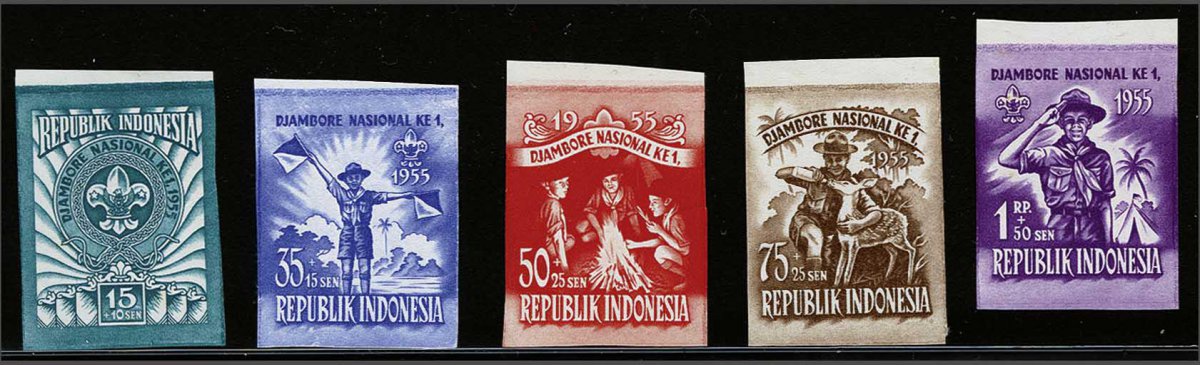 REPUBLIK INDONESIA
DJAMBORE NASIONAL KE 1, 1955
15
+10 SEN
DJAMBORE NASIONAL KE 1,
1955
35+15 SEN
REPUBLIK INDONESIA
1955
DJAMBORE NASIONAL KE 1,
50+25 SEN
REPUBLIK INDONESIA
DJAMBORE NASIONAL KE 1,
1955
75+25 SEN
REPUBLIK INDONESIA
DJAMBORE NASIONAL KE 1,
1955
1 RP.
+
50 SEN
REPUBLIK INDONESIA